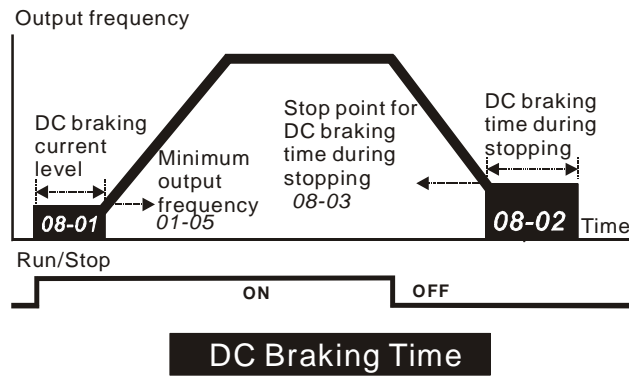 Output frequency
DC braking
current
level
08-01
Minimum
output
frequency
01-05
Stop point for
DC braking
time during
stopping
08-03
DC braking
time during
stopping
08-02
Time
Run/Stop
ON
OFF
DC Braking Time